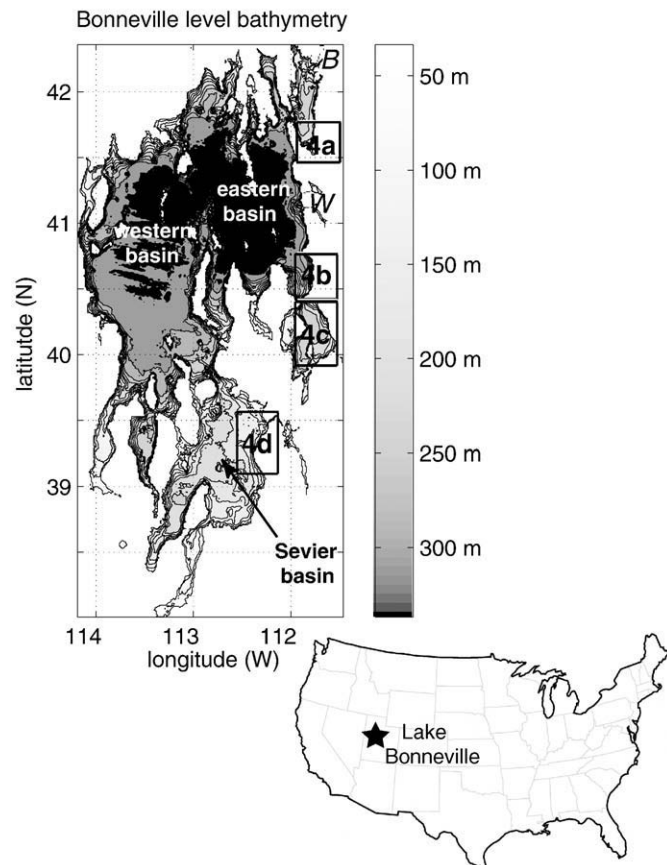 Bonneville level bathymetry
B
42
4a
eastern
basin
W
41
western
basin
4b
4c
40
4d
39
Sevier
basin
latitutde (N)
114
113
112
longitude (W)
50 m
100 m
150 m
200 m
250 m
300 m
Lake
Bonneville